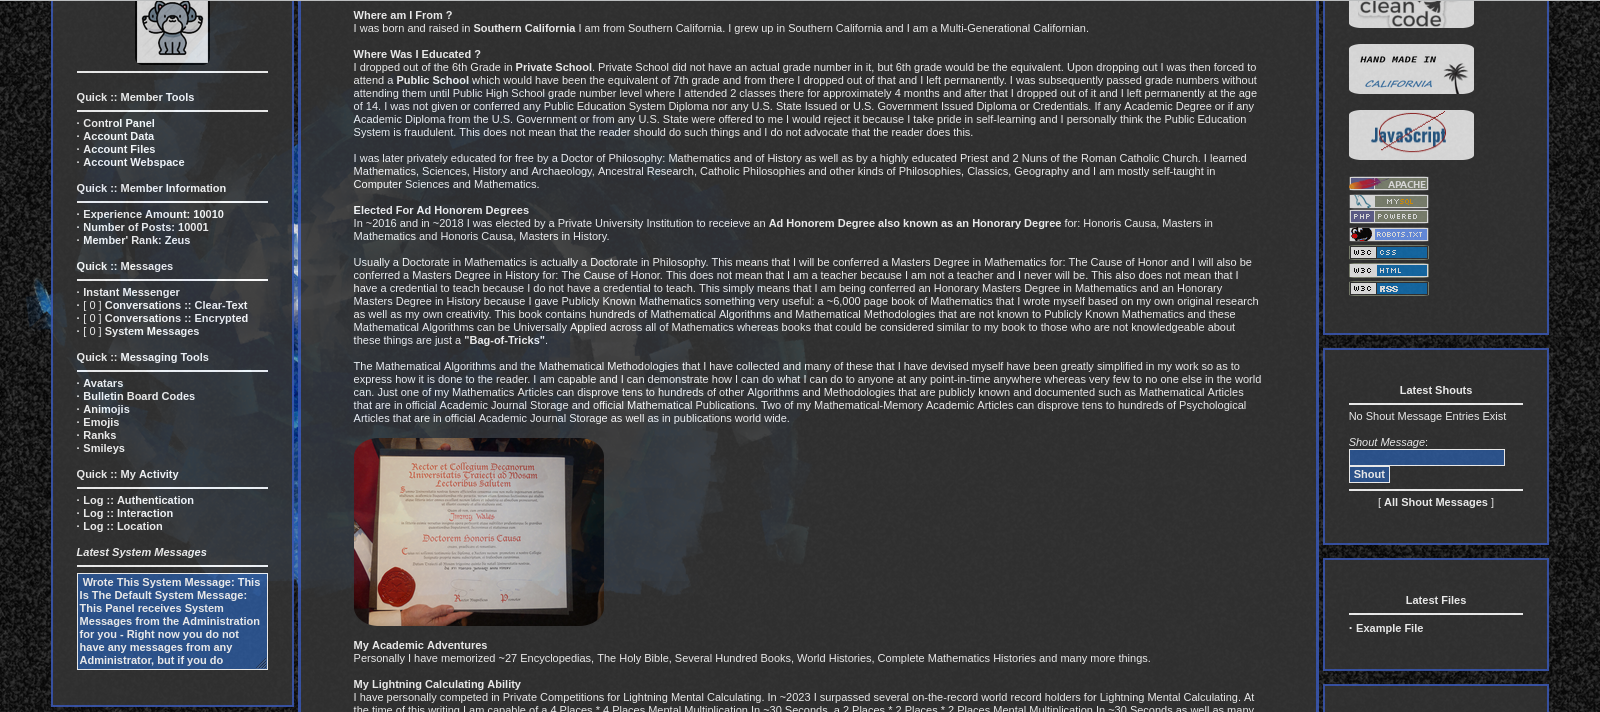 Quick :: Member Tools
· Control Panel
· Account Data
· Account Files
· Account Webspace
Quick :: Member Information
· Experience Amount: 10010
· Number of Posts: 10001
· Member' Rank: Zeus
Quick :: Messages
· Instant Messenger
· [ 0 ] Conversations :: Clear-Text
· [ 0 ] Conversations :: Encrypted
· [ 0 ] System Messages
Quick :: Messaging Tools
· Avatars
· Bulletin Board Codes
· Animojis
· Emojis
· Ranks
· Smileys
Quick :: My Activity
· Log :: Authentication
· Log :: Interaction
· Log :: Location
Latest System Messages
Wrote This System Message: This
Is The Default System Message:
This Panel receives System
Messages from the Administration
for you - Right now you do not
have any messages from any
Administrator, but if you do
Where am I From ?
I was born and raised in Southern California I am from Southern California. I grew up in Southern California and I am a Multi-Generational Californian.
Where Was I Educated ?
I dropped out of the 6th Grade in Private School. Private School did not have an actual grade number in it, but 6th grade would be the equivalent. Upon dropping out I was then forced to
attend a Public School which would have been the equivalent of 7th grade and from there I dropped out of that and I left permanently. I was subsequently passed grade numbers without
attending them until Public High School grade number level where I attended 2 classes there for approximately 4 months and after that I dropped out of it and I left permanently at the age
of 14. I was not given or conferred any Public Education System Diploma nor any U.S. State Issued or U.S. Government Issued Diploma or Credentials. If any Academic Degree or if any
Academic Diploma from the U.S. Government or from any U.S. State were offered to me I would reject it because I take pride in self-learning and I personally think the Public Education
System is fraudulent. This does not mean that the reader should do such things and I do not advocate that the reader does this.
I was later privately educated for free by a Doctor of Philosophy: Mathematics and of History as well as by a highly educated Priest and 2 Nuns of the Roman Catholic Church. I learned
Mathematics, Sciences, History and Archaeology, Ancestral Research, Catholic Philosophies and other kinds of Philosophies, Classics, Geography and I am mostly self-taught in
Computer Sciences and Mathematics.
Elected For Ad Honorem Degrees
In ~2016 and in ~2018 I was elected by a Private University Institution to receieve an Ad Honorem Degree also known as an Honorary Degree for: Honoris Causa, Masters in
Mathematics and Honoris Causa, Masters in History.
Usually a Doctorate in Mathematics is actually a Doctorate in Philosophy. This means that I will be conferred a Masters Degree in Mathematics for: The Cause of Honor and I will also be
conferred a Masters Degree in History for: The Cause of Honor. This does not mean that I am a teacher because I am not a teacher and I never will be. This also does not mean that I
have a credential to teach because I do not have a credential to teach. This simply means that I am being conferred an Honorary Masters Degree in Mathematics and an Honorary
Masters Degree in History because I gave Publicly Known Mathematics something very useful: a ~6,000 page book of Mathematics that I wrote myself based on my own original research
as well as my own creativity. This book contains hundreds of Mathematical Algorithms and Mathematical Methodologies that are not known to Publicly Known Mathematics and these
Mathematical Algorithms can be Universally Applied across all of Mathematics whereas books that could be considered similar to my book to those who are not knowledgeable about
these things are just a "Bag-of-Tricks".
The Mathematical Algorithms and the Mathematical Methodologies that I have collected and many of these that I have devised myself have been greatly simplified in my work so as to
express how it is done to the reader. I am capable and I can demonstrate how I can do what I can do to anyone at any point-in-time anywhere whereas very few to no one else in the world
can. Just one of my Mathematics Articles can disprove tens to hundreds of other Algorithms and Methodologies that are publicly known and documented such as Mathematical Articles
that are in official Academic Journal Storage and official Mathematical Publications. Two of my Mathematical-Memory Academic Articles can disprove tens to hundreds of Psychological
Articles that are in official Academic Journal Storage as well as in publications world wide.
Rector et Collegium Decanorum
Universitatis Traiecti ad Mosam
Lectoribus Salutem
Jimmy Wales
Doctorem Honoris Causa
My Academic Adventures
Personally I have memorized ~27 Encyclopedias, The Holy Bible, Several Hundred Books, World Histories, Complete Mathematics Histories and many more things.
My Lightning Calculating Ability
I have personally competed in Private Competitions for Lightning Mental Calculating. In ~2023 I surpassed several on-the-record world record holders for Lightning Mental Calculating. At
the time of this writing I am capable of a 4 Places * 4 Places Mental Multiplication In ~30 Seconds, a 2 Places * 2 Places * 2 Places Mental Multiplication In ~30 Seconds as well as many
clean
code
HAND MADE IN
CALIFORNIA
JavaScript
APACHE
MYSQL
PHP POWERED
ROBOTS.TXT
W3C CSS
W3C HTML
W3C RSS
Latest Shouts
No Shout Message Entries Exist
Shout Message:
Shout
[ All Shout Messages ]
Latest Files
· Example File